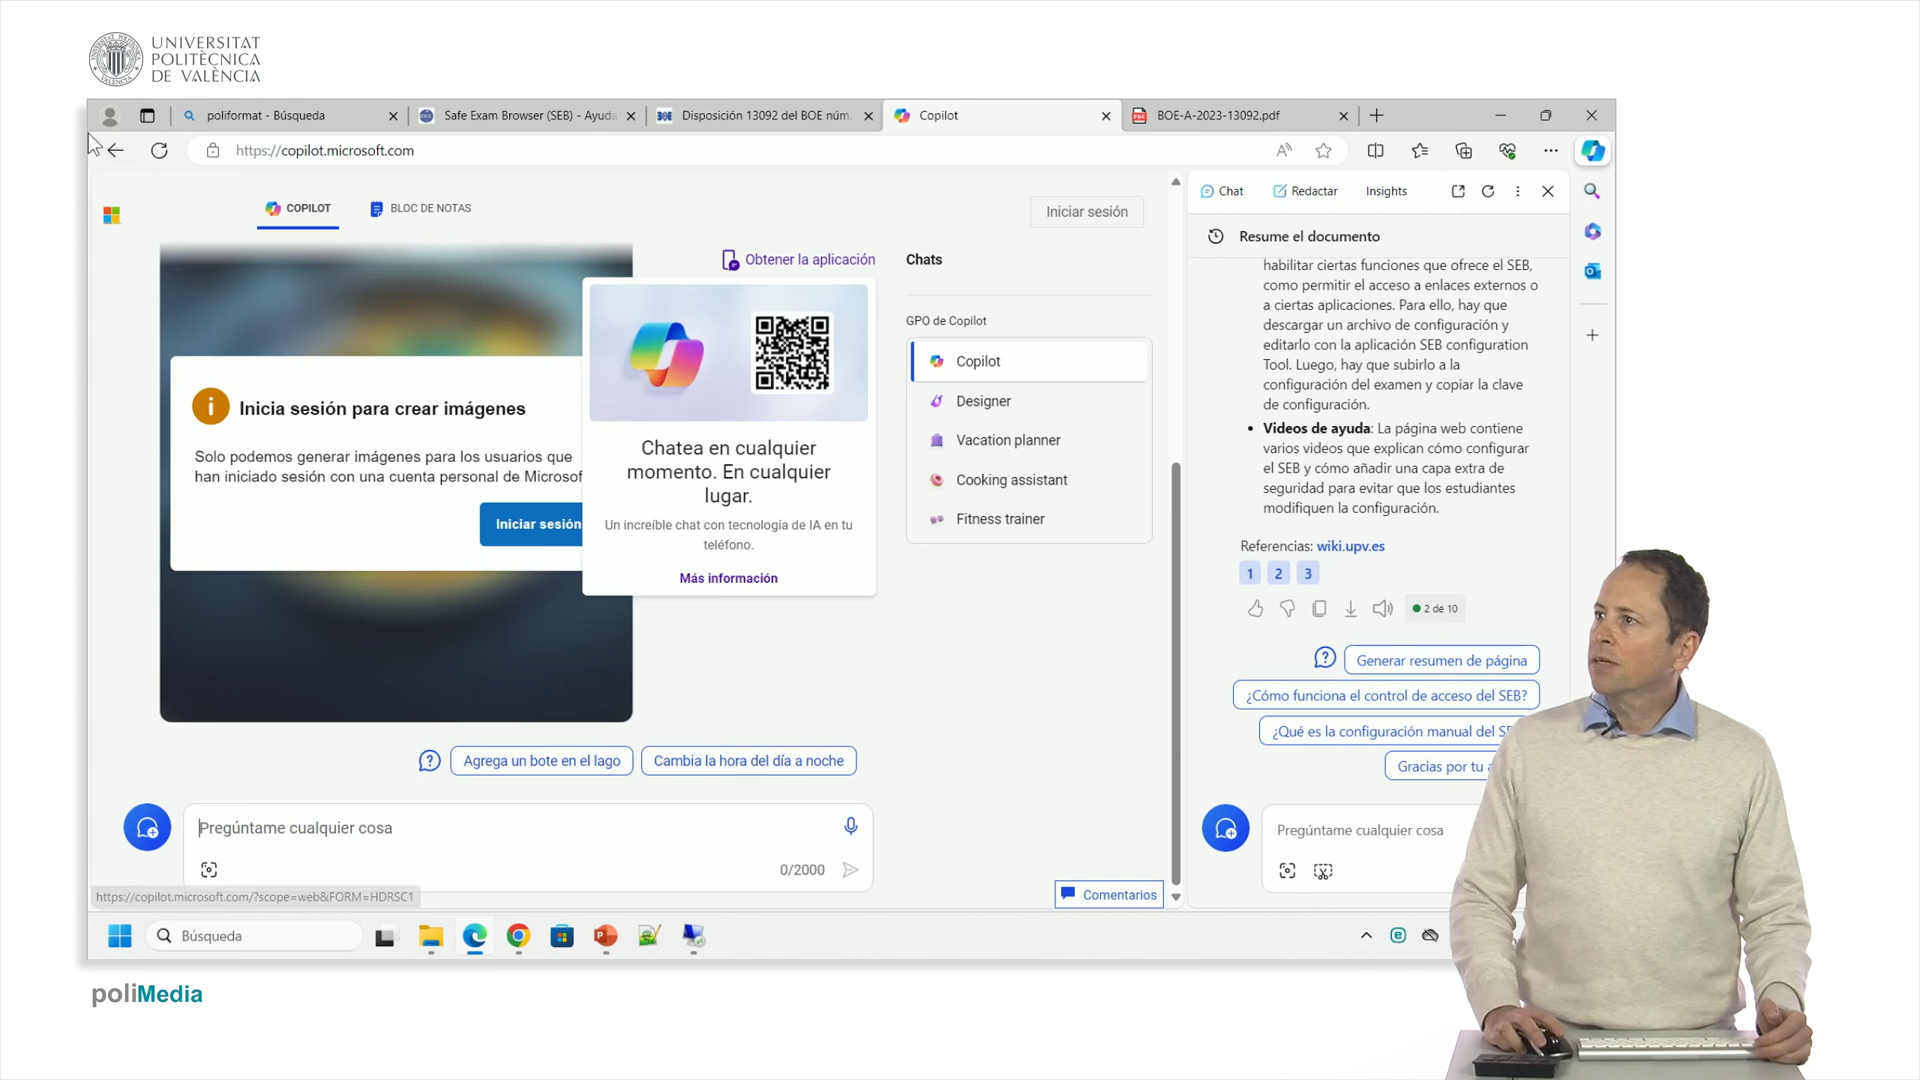 UNIVERSITAT
POLITÈCNICA
DE VALÈNCIA
poliformat - Búsqueda
Safe Exam Browser (SEB) - Ayuda
Disposición 13092 del BOE núm.
Copilot
BOE-A-2023-13092.pdf
https://copilot.microsoft.com
COPILOT
BLOC DE NOTAS
Iniciar sesión
Obtener la aplicación
Inicia sesión para crear imágenes
Solo podemos generar imágenes para los usuarios que
han iniciado sesión con una cuenta personal de Microsof
Iniciar sesión
Chatea en cualquier
momento. En cualquier
lugar.
Un increíble chat con tecnología de IA en tu
teléfono.
Más información
Chats
GPO de Copilot
Copilot
Designer
Vacation planner
Cooking assistant
Fitness trainer
Agrega un bote en el lago
Cambia la hora del día a noche
Pregúntame cualquier cosa
0/2000
Comentarios
https://copilot.microsoft.com/?scope=web&FORM=HDRSC1
Chat
Redactar
Insights
Resume el documento
habilitar ciertas funciones que ofrece el SEB,
como permitir el acceso a enlaces externos o
a ciertas aplicaciones. Para ello, hay que
descargar un archivo de configuración y
editarlo con la aplicación SEB configuration
Tool. Luego, hay que subirlo a la
configuración del examen y copiar la clave
de configuración.
• Videos de ayuda: La página web contiene
varios videos que explican cómo configurar
el SEB y cómo añadir una capa extra de
seguridad para evitar que los estudiantes
modifiquen la configuración.
Referencias: wiki.upv.es
1 2 3
2 de 10
Generar resumen de página
¿Cómo funciona el control de acceso del SEB?
¿Qué es la configuración manual del
Gracias por tu
Pregúntame cualquier cosa
Búsqueda
poliMedia